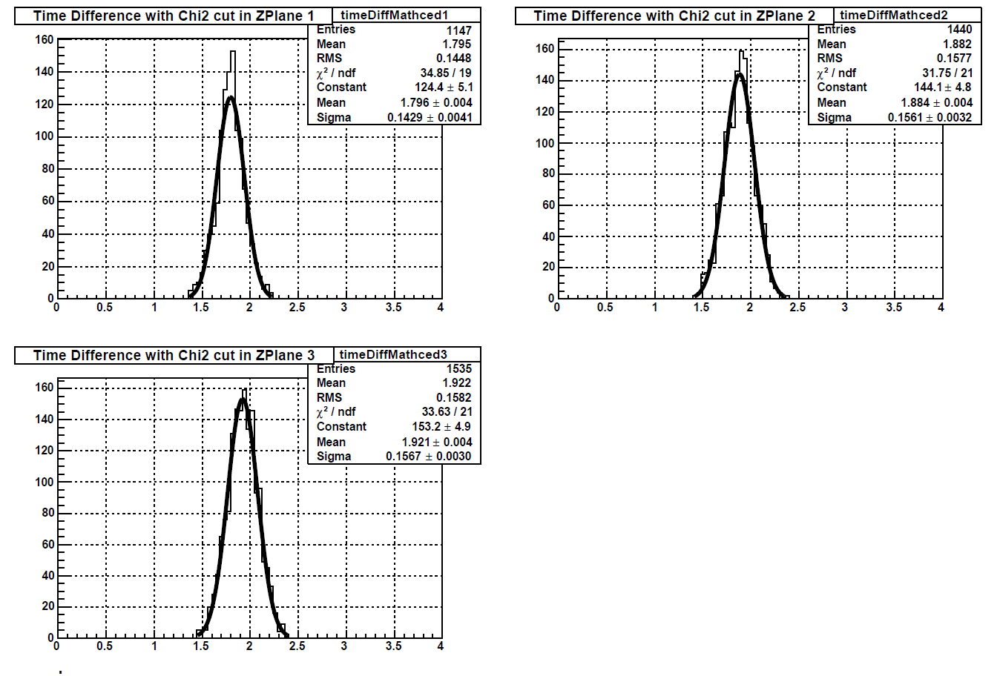 Time Difference with Chi2 cut in ZPlane 1
timeDiffMathced1
Entries 1147
Mean 1.795
RMS 0.1448
χ² / ndf 34.85 / 19
Constant 124.4 ± 5.1
Mean 1.796 ± 0.004
Sigma 0.1429 ± 0.0041
160
140
120
100
80
60
40
20
0
0 0.5 1 1.5 2 2.5 3 3.5 4
Time Difference with Chi2 cut in ZPlane 2
timeDiffMathced2
Entries 1440
Mean 1.882
RMS 0.1577
χ² / ndf 31.75 / 21
Constant 144.1 ± 4.8
Mean 1.884 ± 0.004
Sigma 0.1561 ± 0.0032
160
140
120
100
80
60
40
20
0
0 0.5 1 1.5 2 2.5 3 3.5 4
Time Difference with Chi2 cut in ZPlane 3
timeDiffMathced3
Entries 1535
Mean 1.922
RMS 0.1582
χ² / ndf 33.63 / 21
Constant 153.2 ± 4.9
Mean 1.921 ± 0.004
Sigma 0.1567 ± 0.0030
160
140
120
100
80
60
40
20
0
0 0.5 1 1.5 2 2.5 3 3.5 4